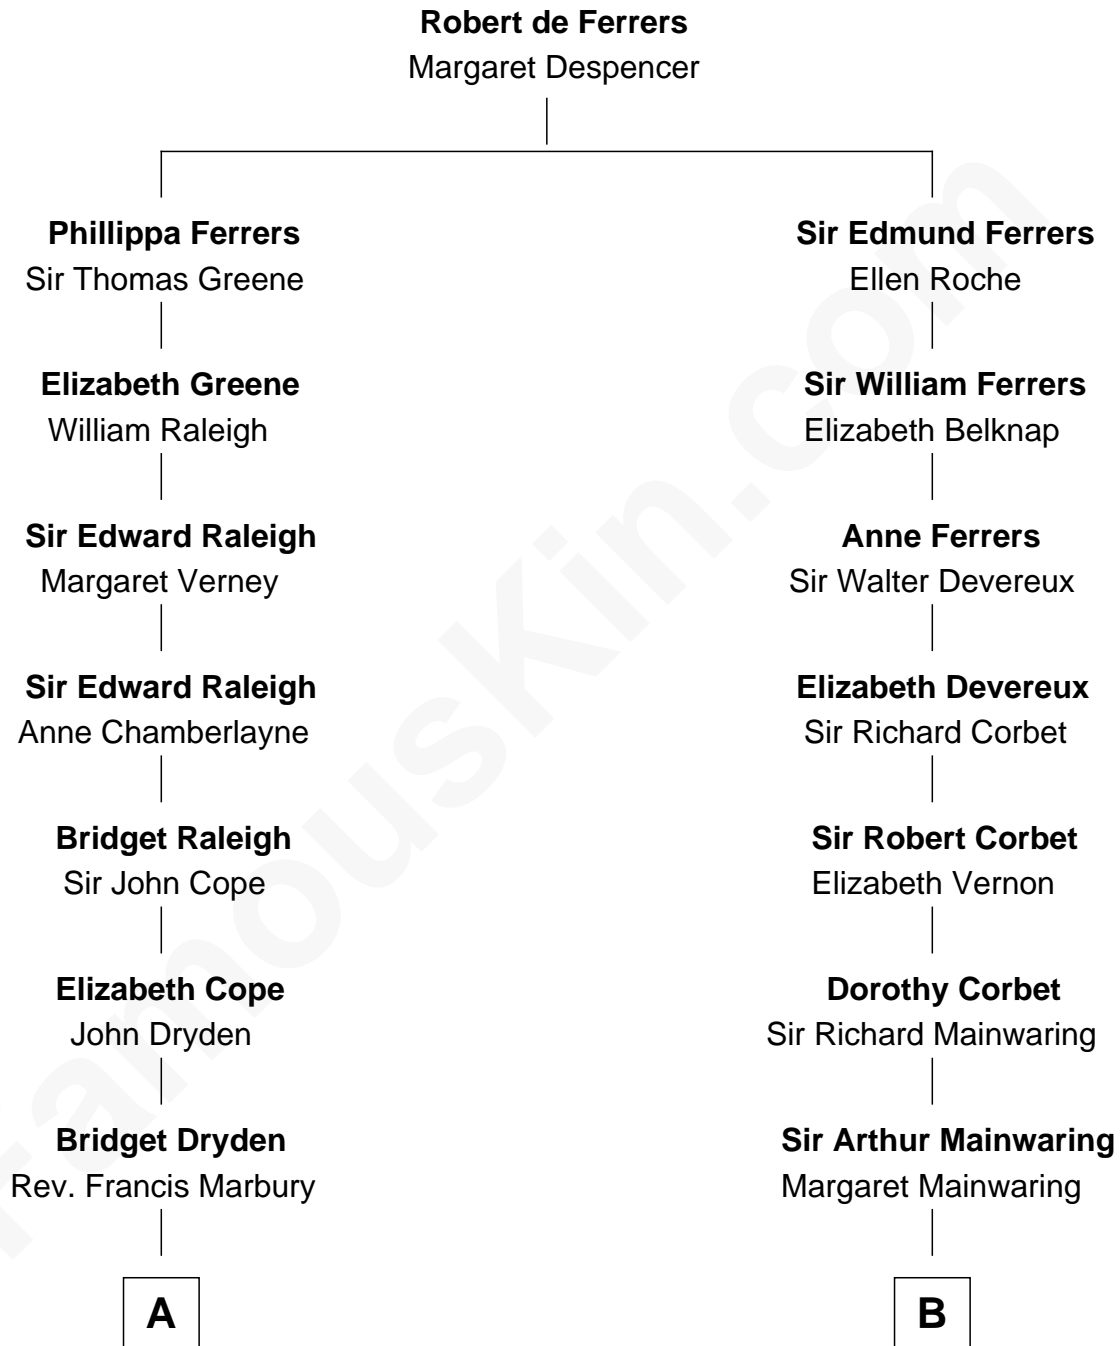 Robert de Ferrers
Margaret Despencer
Phillippa Ferrers
Sir Thomas Greene
Sir Edmund Ferrers
Ellen Roche
Elizabeth Greene
William Raleigh
Sir William Ferrers
Elizabeth Belknap
Sir Edward Raleigh
Margaret Verney
Anne Ferrers
Sir Walter Devereux
Sir Edward Raleigh
Anne Chamberlayne
Elizabeth Devereux
Sir Richard Corbet
Bridget Raleigh
Sir John Cope
Sir Robert Corbet
Elizabeth Vernon
Elizabeth Cope
John Dryden
Dorothy Corbet
Sir Richard Mainwaring
Bridget Dryden
Rev. Francis Marbury
Sir Arthur Mainwaring
Margaret Mainwaring
A
B
FamousKin.com